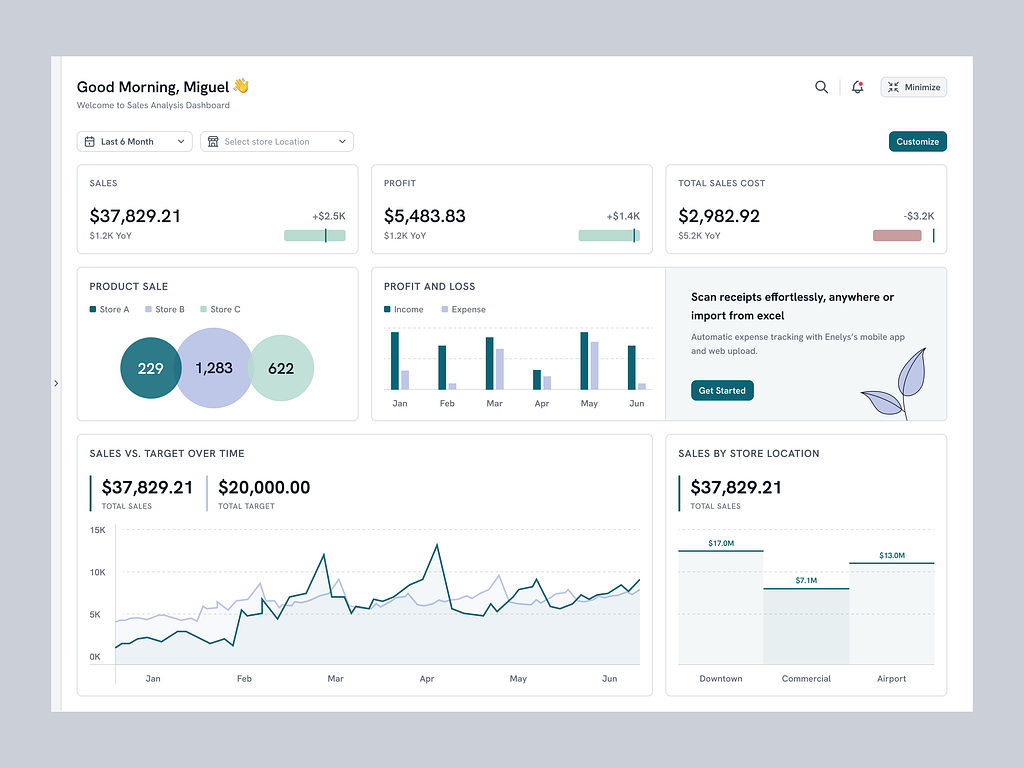 Good Morning, Miguel 👋
Welcome to Sales Analysis Dashboard
Minimize
Last 6 Month
Select store Location
Customize
SALES
$37,829.21
+$2.5K
$1.2K YoY
PROFIT
$5,483.83
+$1.4K
$1.2K YoY
TOTAL SALES COST
$2,982.92
-$3.2K
$5.2K YoY
PRODUCT SALE
Store A Store B Store C
229 1,283 622
PROFIT AND LOSS
Income Expense
Jan Feb Mar Apr May Jun
Scan receipts effortlessly, anywhere or
import from excel
Automatic expense tracking with Enelys's mobile app
and web upload.
Get Started
SALES VS. TARGET OVER TIME
$37,829.21 $20,000.00
TOTAL SALES TOTAL TARGET
15K
10K
5K
0K
Jan Feb Mar Apr May Jun
SALES BY STORE LOCATION
$37,829.21
TOTAL SALES
$17.0M
$7.1M
$13.0M
Downtown Commercial Airport